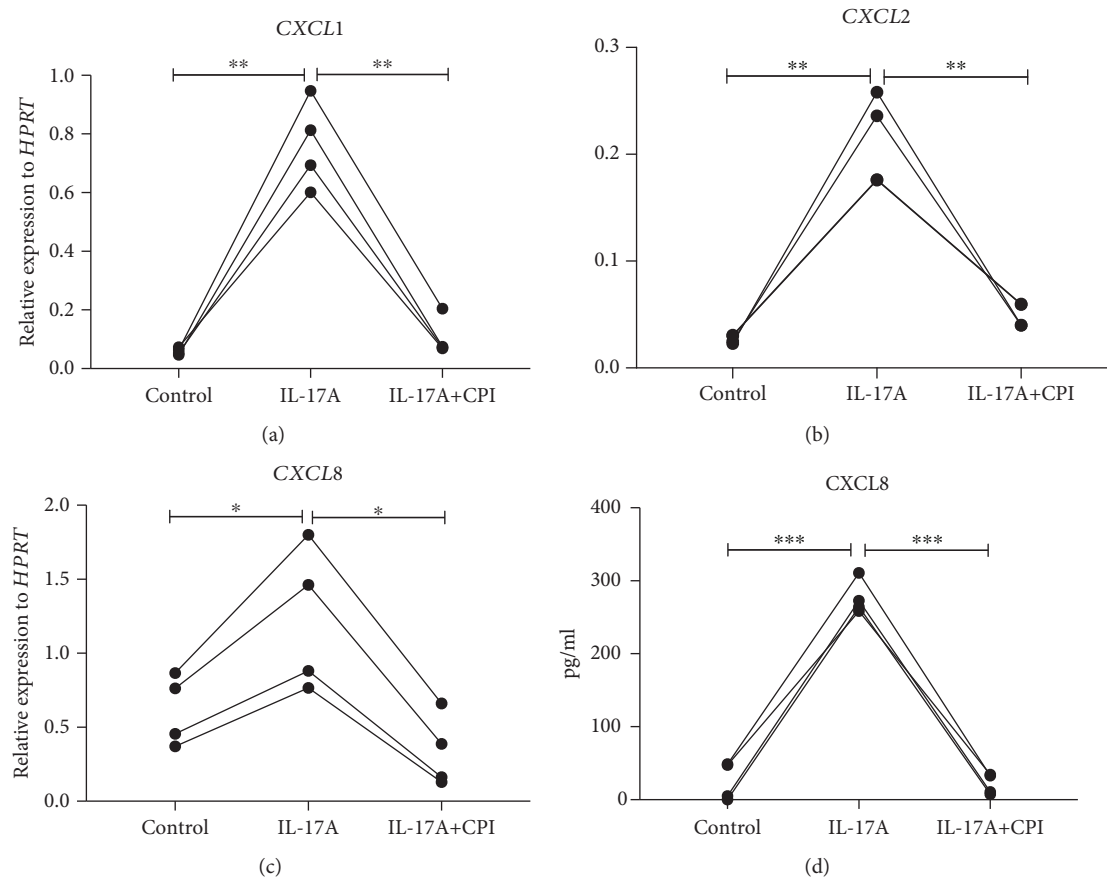 CXCL1
Relative expression to HPRT
1.0
0.8
0.6
0.4
0.2
0.0
** **
Control IL-17A IL-17A+CPI
(a)
CXCL2
0.3
0.2
0.1
0.0
** **
Control IL-17A IL-17A+CPI
(b)
CXCL8
Relative expression to HPRT
2.0
1.5
1.0
0.5
0.0
* *
Control IL-17A IL-17A+CPI
(c)
CXCL8
pg/ml
400
300
200
100
0
*** ***
Control IL-17A IL-17A+CPI
(d)